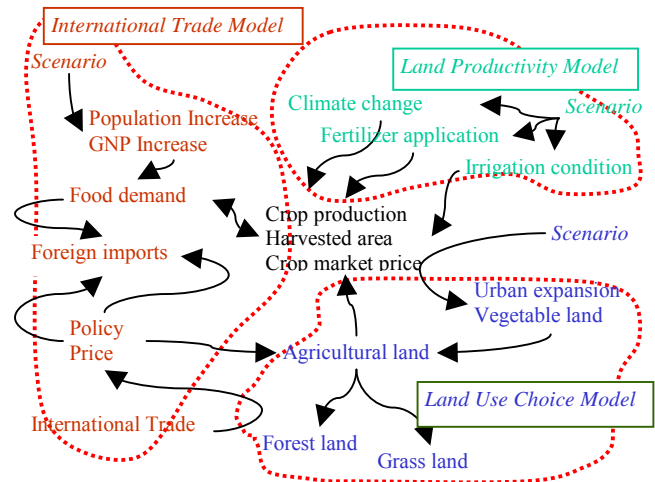 International Trade Model
Scenario
Population Increase
GNP Increase
Food demand
Foreign imports
Policy
Price
International Trade
Land Productivity Model
Climate change
Scenario
Fertilizer application
Irrigation condition
Crop production
Harvested area
Crop market price
Scenario
Urban expansion
Vegetable land
Agricultural land
Land Use Choice Model
Forest land
Grass land